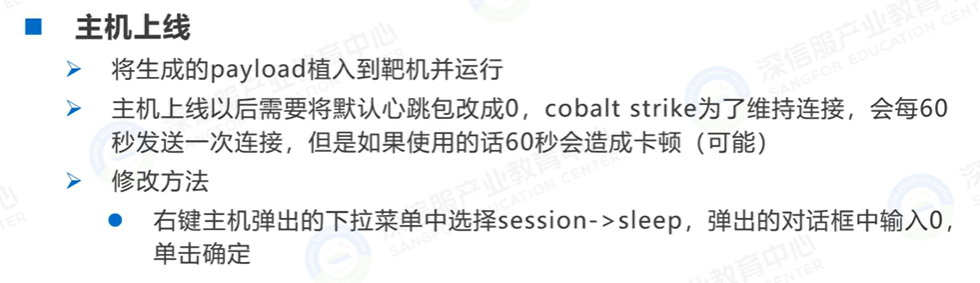 主机上线
将生成的payload植入到靶机并运行
主机上线以后需要将默认心跳包改成0，cobalt strike为了维持连接，会每60
秒发送一次连接，但是如果使用的话60秒会造成卡顿（可能）
修改方法
右键主机弹出的下拉菜单中选择session->sleep，弹出的对话框中输入0，
单击确定
深信服产业教育中心
SANGFOR EDUCATION CENTER